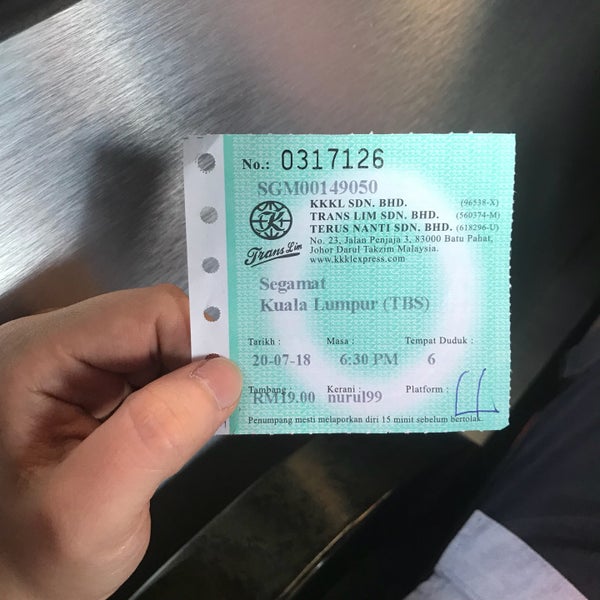 No.: 0317126
SGM00149050
KKKL SDN. BHD. (96538-X)
TRANS LIM SDN. BHD. (560374-M)
TERUS NANTI SDN. BHD. (618296-U)
No. 23, Jalan Penjaja 3, 83000 Batu Pahat,
Johor Darul Takzim Malaysia.
www.kkklexpress.com
Trans Lim
Segamat
Kuala Lumpur (TBS)
Tarikh : Masa : Tempat Duduk :
20-07-18 6:30 PM 6
Tambang : Kerani : Platform :
RM19.00 nurul99
Penumpang mesti melaporkan diri 15 minit sebelum bertolak.